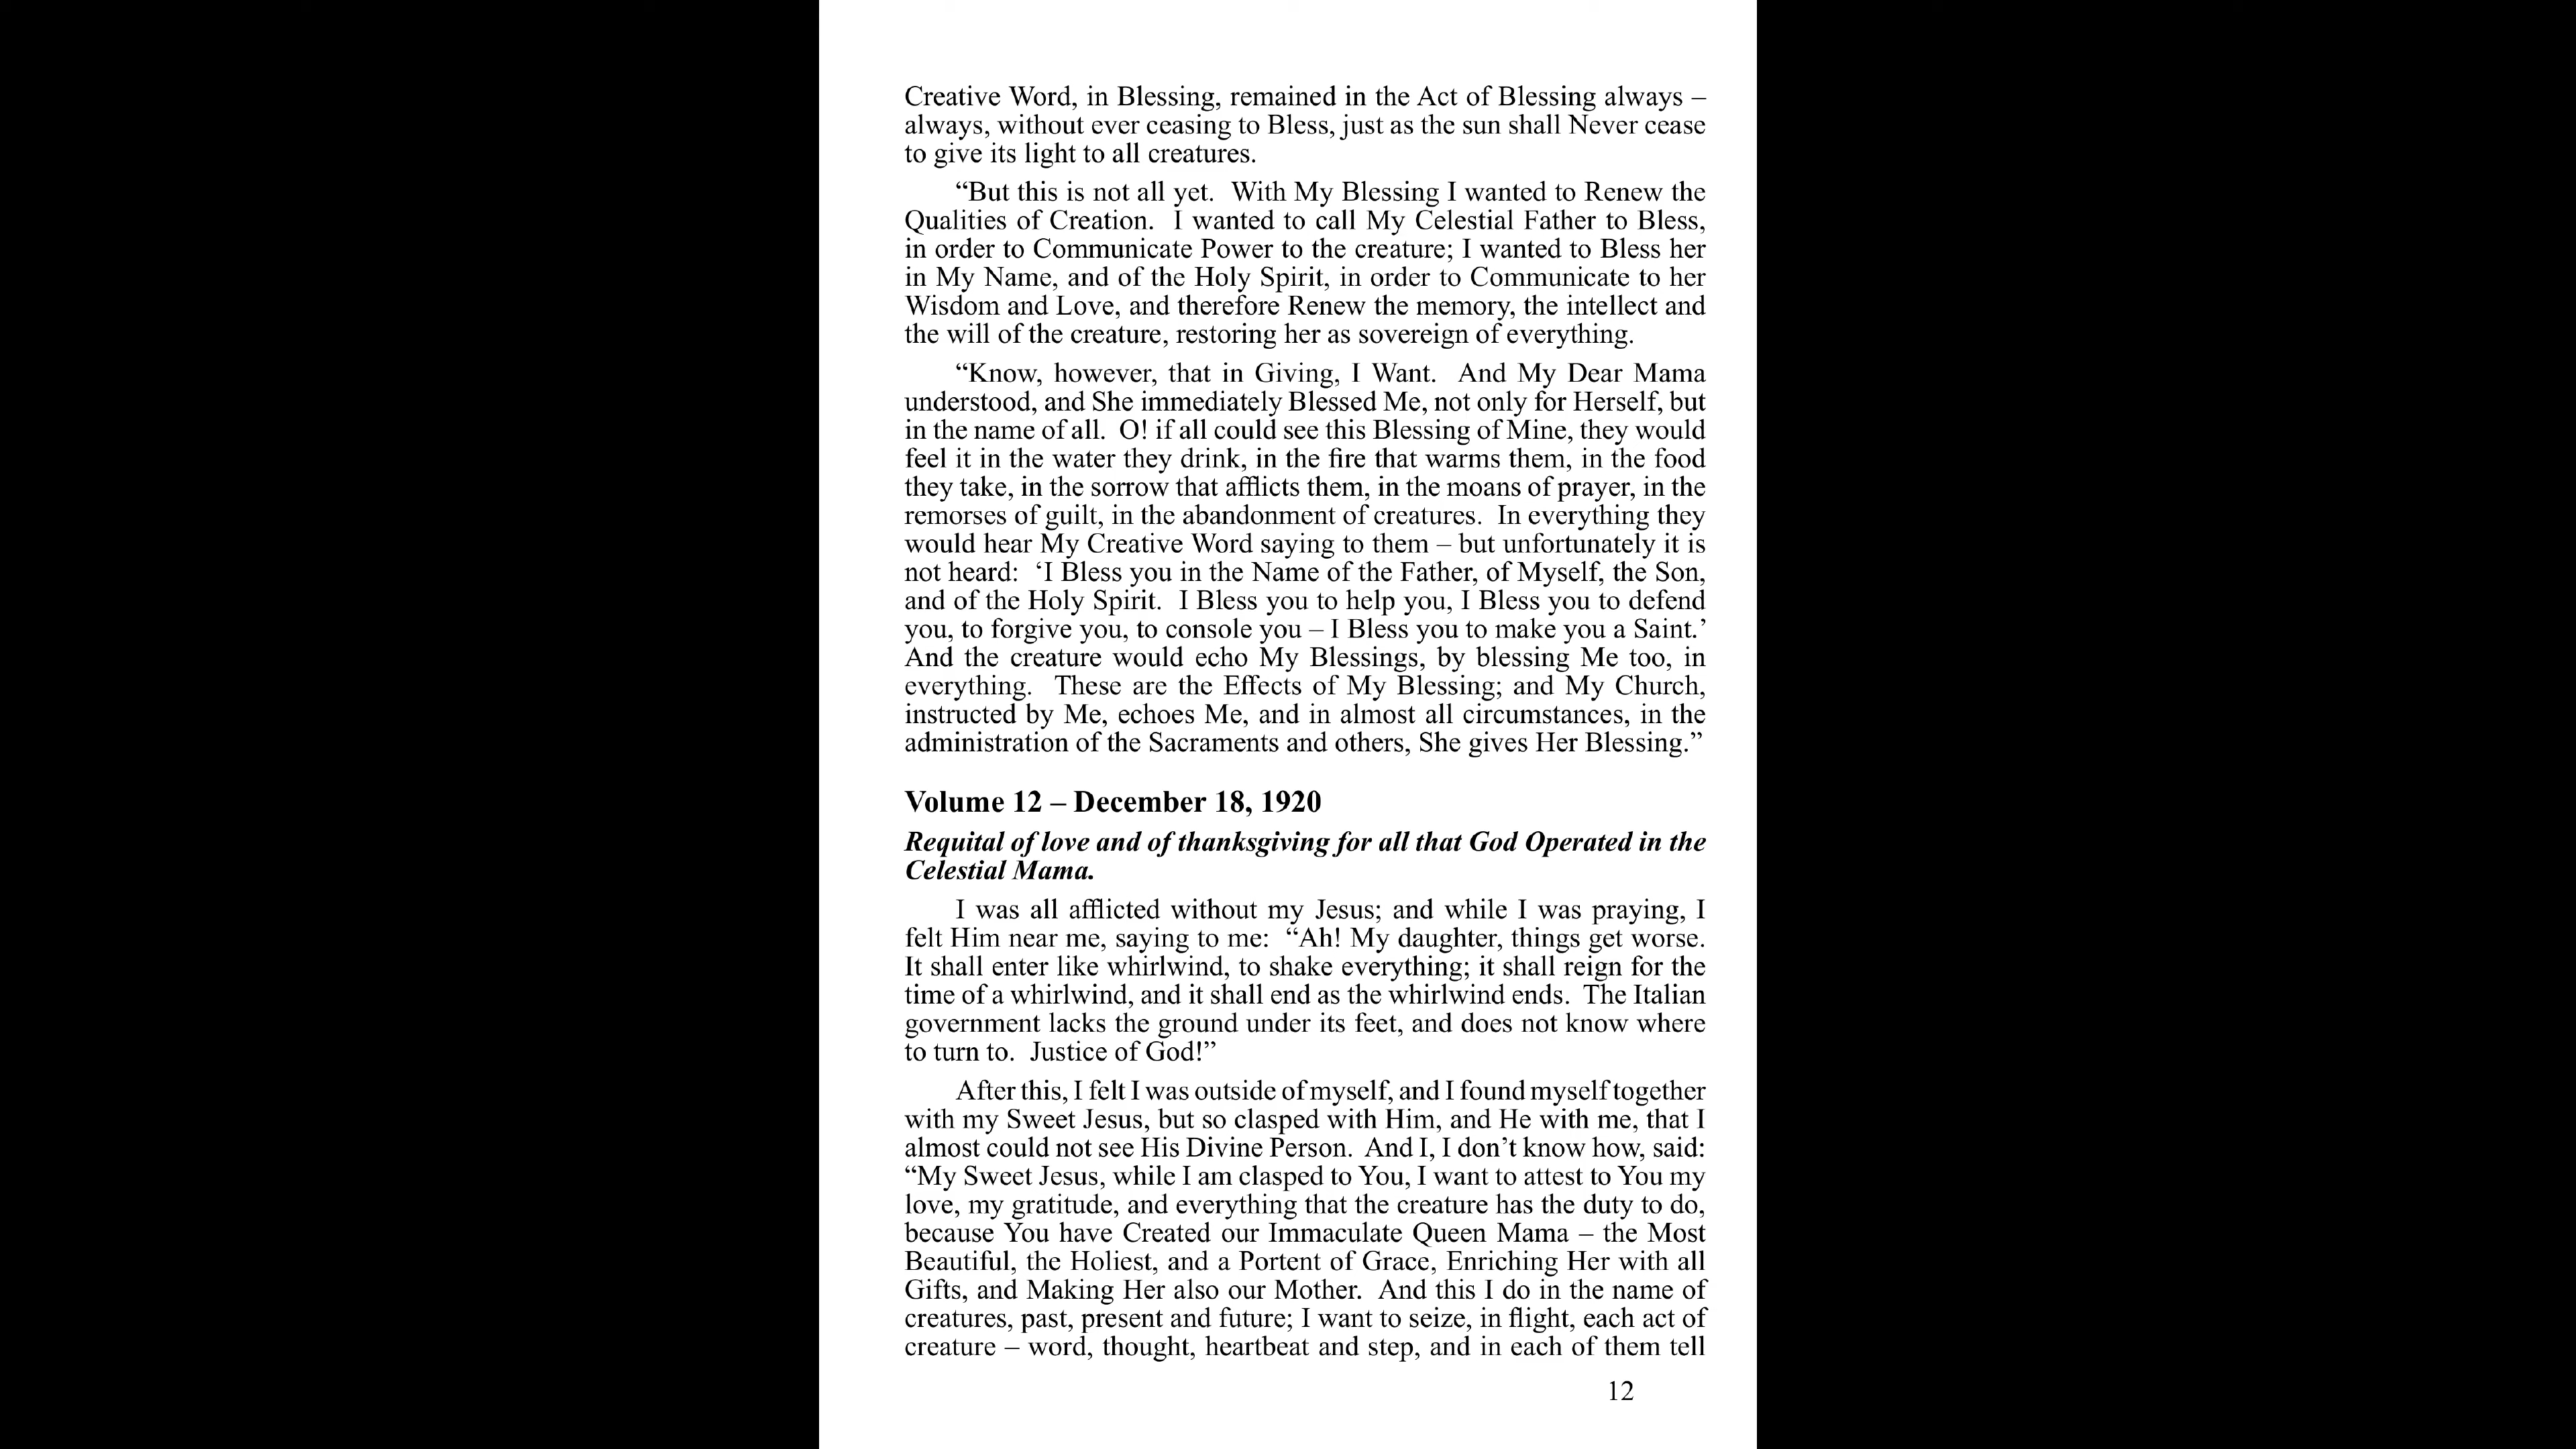 Creative Word, in Blessing, remained in the Act of Blessing always –
always, without ever ceasing to Bless, just as the sun shall Never cease
to give its light to all creatures.
“But this is not all yet.  With My Blessing I wanted to Renew the
Qualities of Creation.  I wanted to call My Celestial Father to Bless,
in order to Communicate Power to the creature; I wanted to Bless her
in My Name, and of the Holy Spirit, in order to Communicate to her
Wisdom and Love, and therefore Renew the memory, the intellect and
the will of the creature, restoring her as sovereign of everything.
“Know, however, that in Giving, I Want.  And My Dear Mama
understood, and She immediately Blessed Me, not only for Herself, but
in the name of all.  O! if all could see this Blessing of Mine, they would
feel it in the water they drink, in the fire that warms them, in the food
they take, in the sorrow that afflicts them, in the moans of prayer, in the
remorses of guilt, in the abandonment of creatures.  In everything they
would hear My Creative Word saying to them – but unfortunately it is
not heard:  ‘I Bless you in the Name of the Father, of Myself, the Son,
and of the Holy Spirit.  I Bless you to help you, I Bless you to defend
you, to forgive you, to console you – I Bless you to make you a Saint.’
And the creature would echo My Blessings, by blessing Me too, in
everything.  These are the Effects of My Blessing; and My Church,
instructed by Me, echoes Me, and in almost all circumstances, in the
administration of the Sacraments and others, She gives Her Blessing.”
Volume 12 – December 18, 1920
Requital of love and of thanksgiving for all that God Operated in the
Celestial Mama.
I was all afflicted without my Jesus; and while I was praying, I
felt Him near me, saying to me:  “Ah! My daughter, things get worse.
It shall enter like whirlwind, to shake everything; it shall reign for the
time of a whirlwind, and it shall end as the whirlwind ends.  The Italian
government lacks the ground under its feet, and does not know where
to turn to.  Justice of God!”
After this, I felt I was outside of myself, and I found myself together
with my Sweet Jesus, but so clasped with Him, and He with me, that I
almost could not see His Divine Person.  And I, I don’t know how, said:
“My Sweet Jesus, while I am clasped to You, I want to attest to You my
love, my gratitude, and everything that the creature has the duty to do,
because You have Created our Immaculate Queen Mama – the Most
Beautiful, the Holiest, and a Portent of Grace, Enriching Her with all
Gifts, and Making Her also our Mother.  And this I do in the name of
creatures, past, present and future; I want to seize, in flight, each act of
creature – word, thought, heartbeat and step, and in each of them tell
12